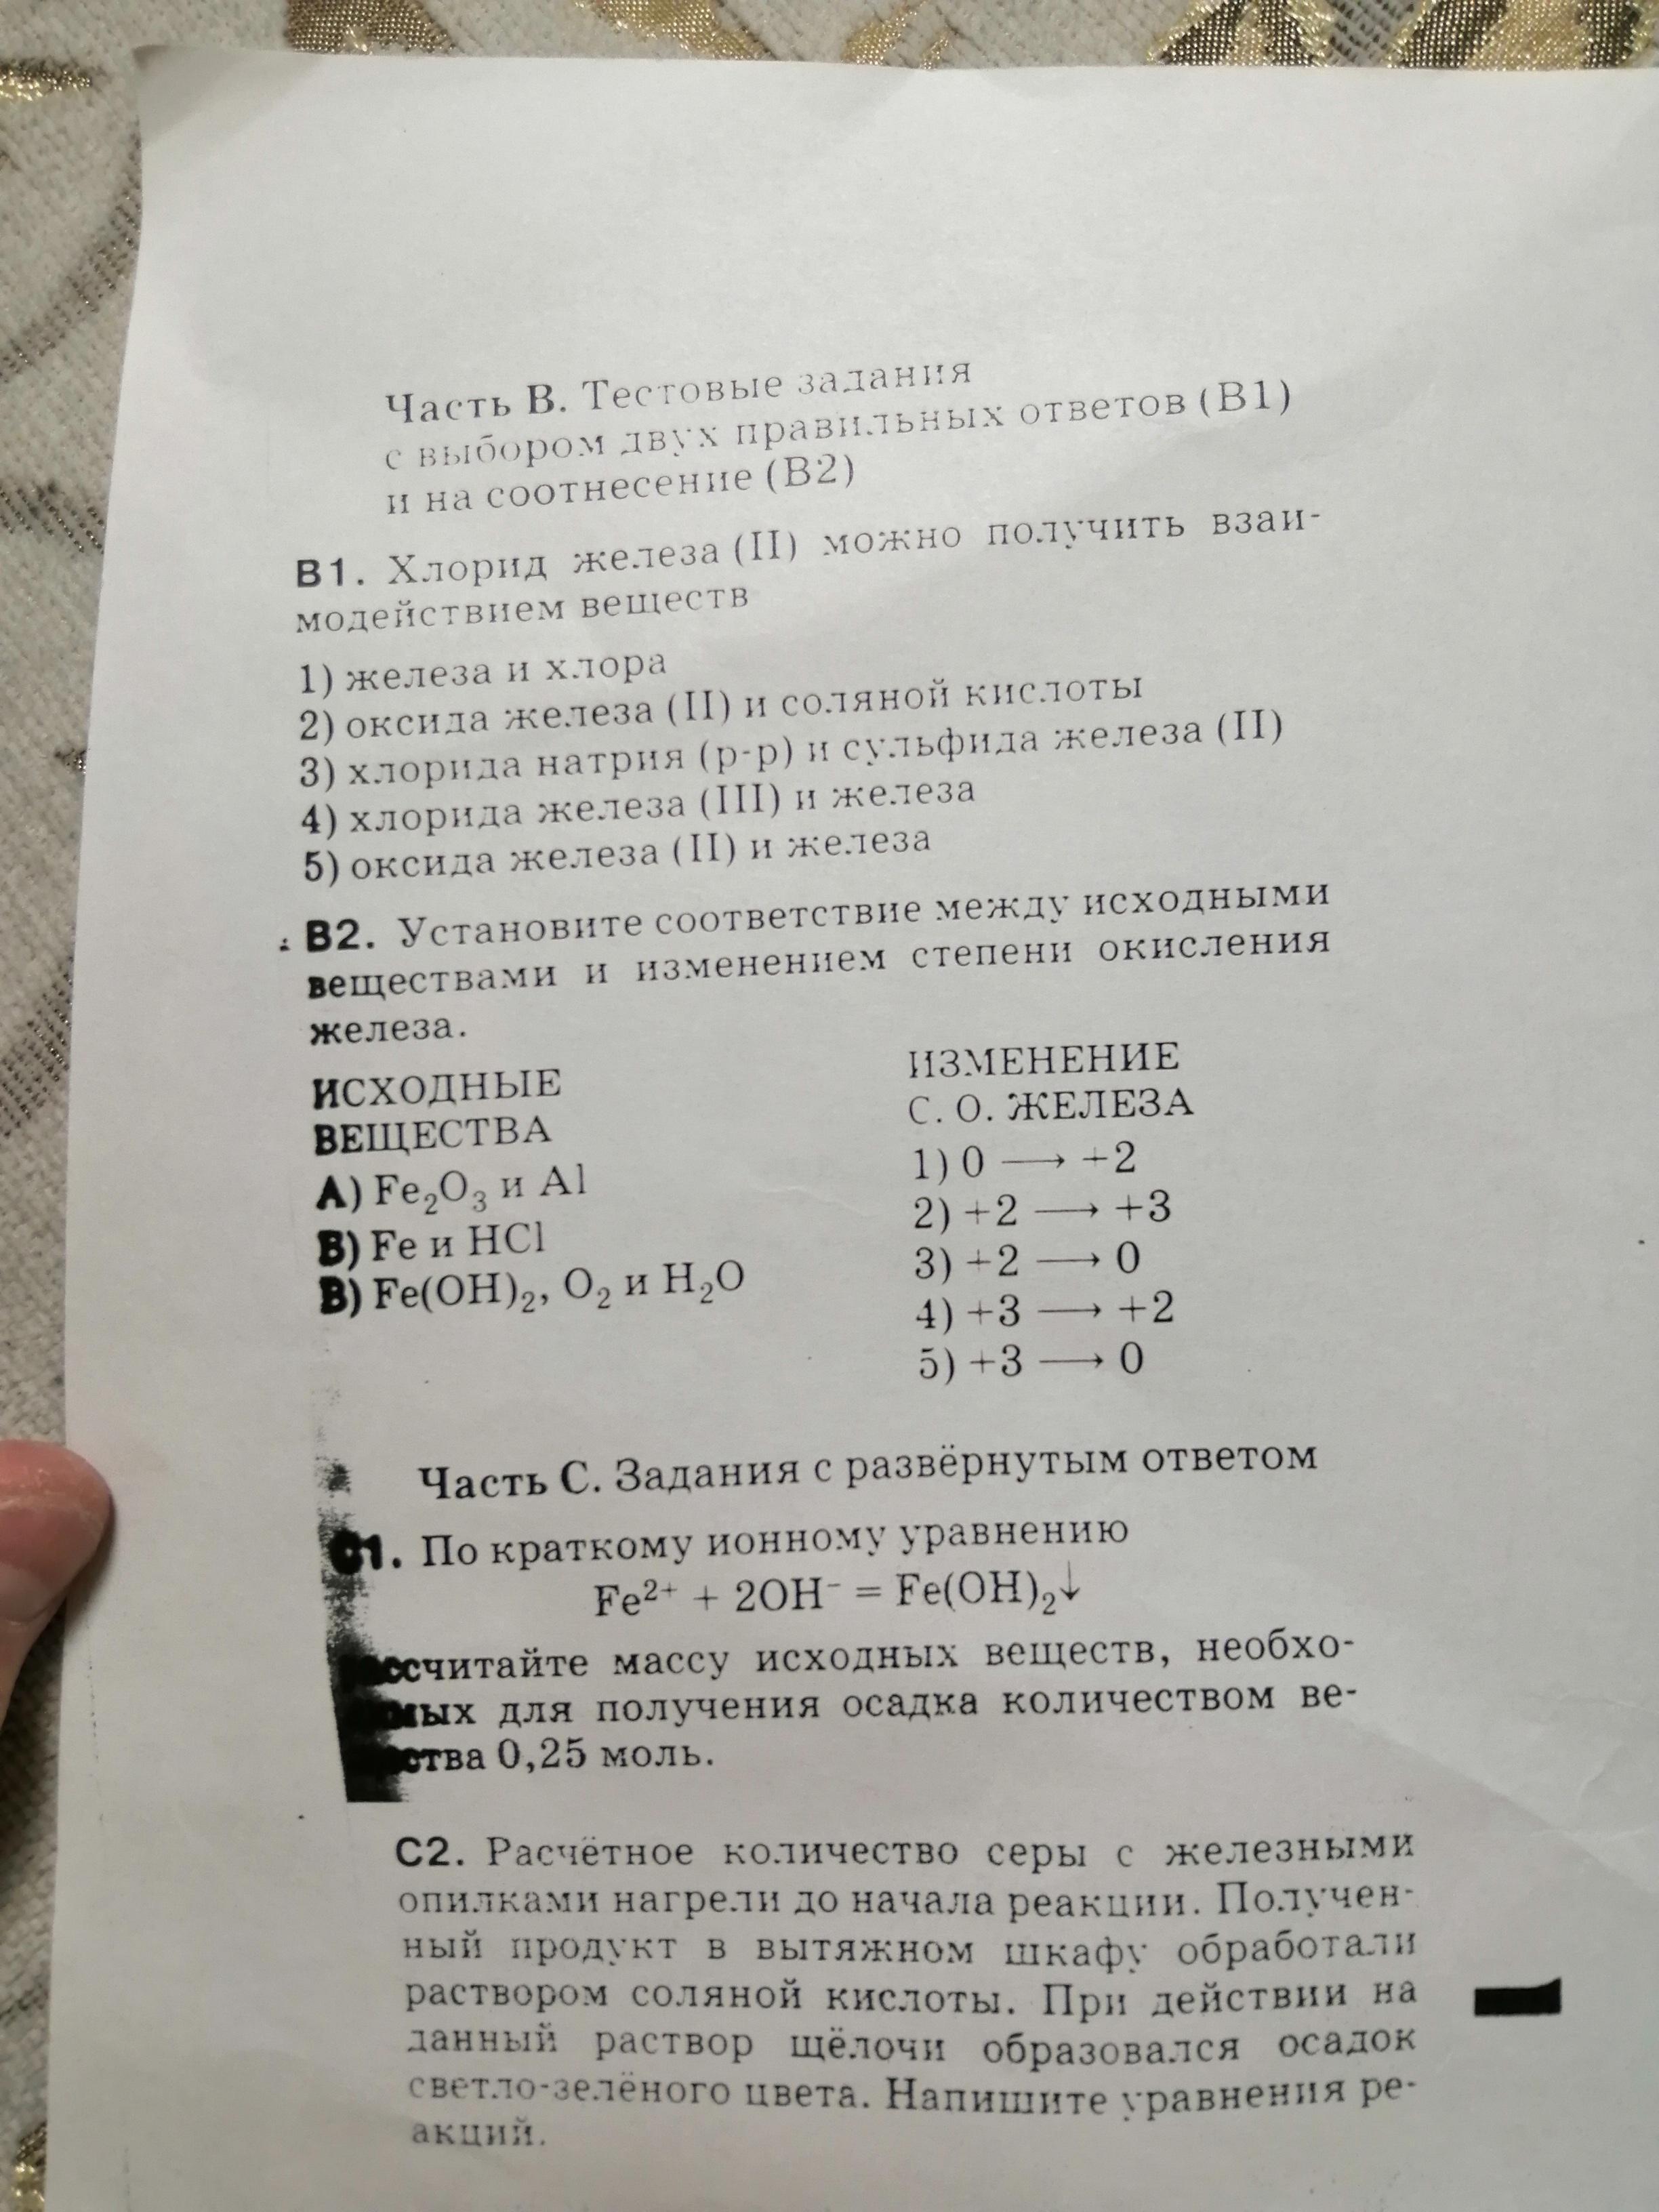 Часть В. Тестовые задания
с выбором двух правильных ответов (В1)
и на соотнесение (В2)
В1. Хлорид железа (II) можно получить взаи-
модействием веществ
1) железа и хлора
2) оксида железа (II) и соляной кислоты
3) хлорида натрия (р-р) и сульфида железа (II)
4) хлорида железа (III) и железа
5) оксида железа (II) и железа
В2. Установите соответствие между исходными
веществами и изменением степени окисления
железа.
ИСХОДНЫЕ
ВЕЩЕСТВА
А) Fe₂O₃ и Al
Б) Fe и HCl
В) Fe(OH)₂, O₂ и H₂O
ИЗМЕНЕНИЕ
С. О. ЖЕЛЕЗА
1) 0 ⟶ +2
2) +2 ⟶ +3
3) +2 ⟶ 0
4) +3 ⟶ +2
5) +3 ⟶ 0
Часть С. Задания с развёрнутым ответом
С1. По краткому ионному уравнению
Fe²⁺ + 2OH⁻ = Fe(OH)₂↓
массу исходных веществ, необхо-
для получения осадка количеством ве-
0,25 моль.
С2. Расчётное количество серы с железными
опилками нагрели до начала реакции. Получен-
ный продукт в вытяжном шкафу обработали
раствором соляной кислоты. При действии на
данный раствор щёлочи образовался осадок
светло-зелёного цвета. Напишите уравнения ре-
акций.